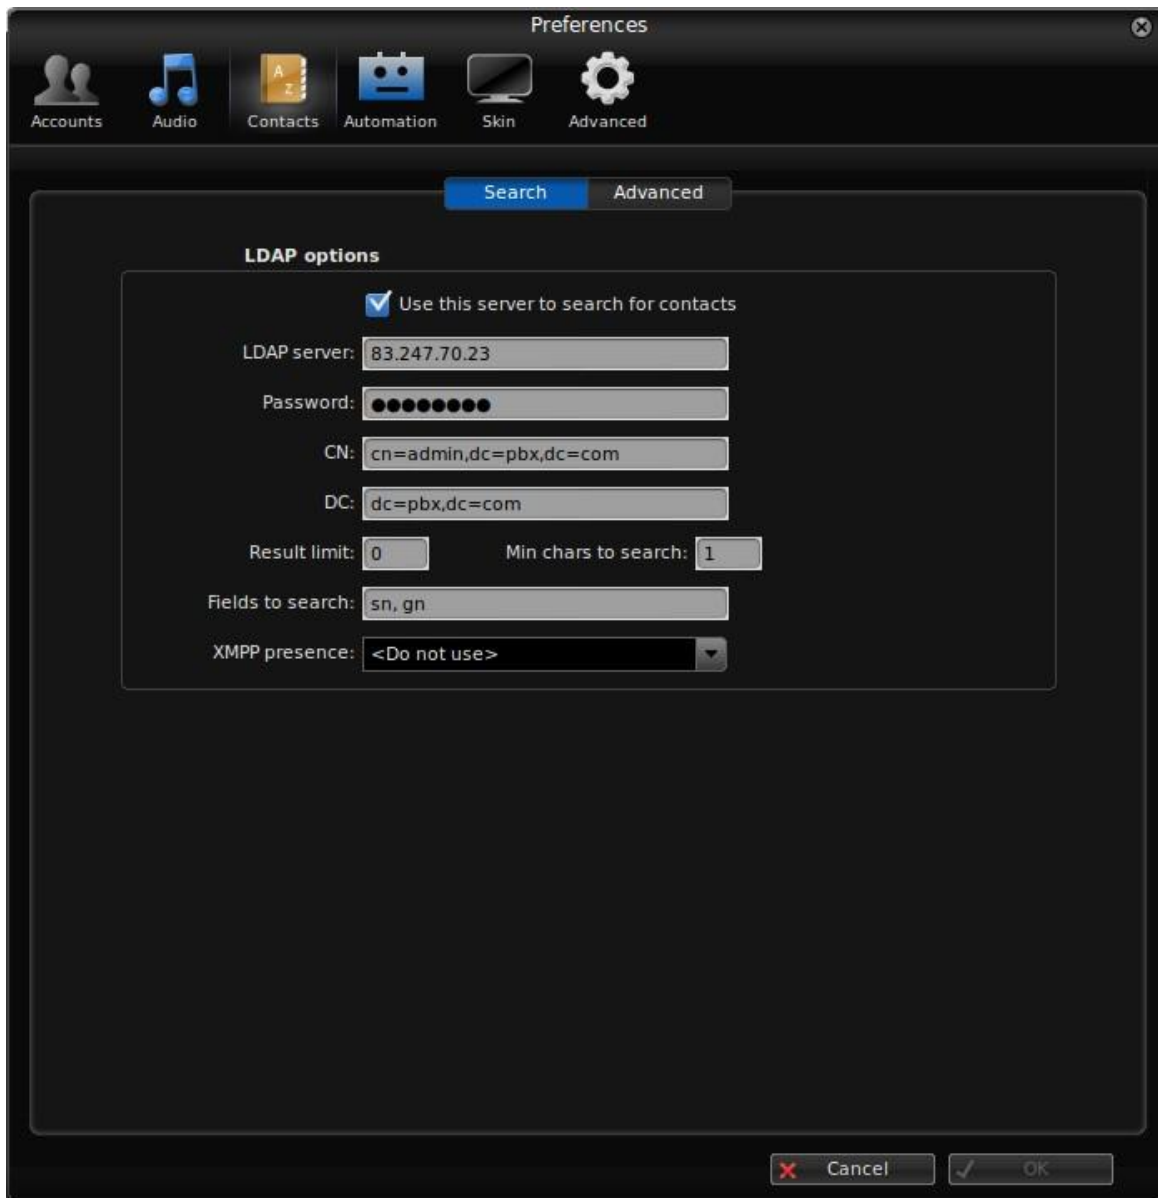 Preferences
Accounts Audio Contacts Automation Skin Advanced
A
Z
Search Advanced
LDAP options
Use this server to search for contacts
LDAP server: 83.247.70.23
Password: ●●●●●●●●
CN: cn=admin,dc=pbx,dc=com
DC: dc=pbx,dc=com
Result limit: 0 Min chars to search: 1
Fields to search: sn, gn
XMPP presence: <Do not use>
Cancel OK